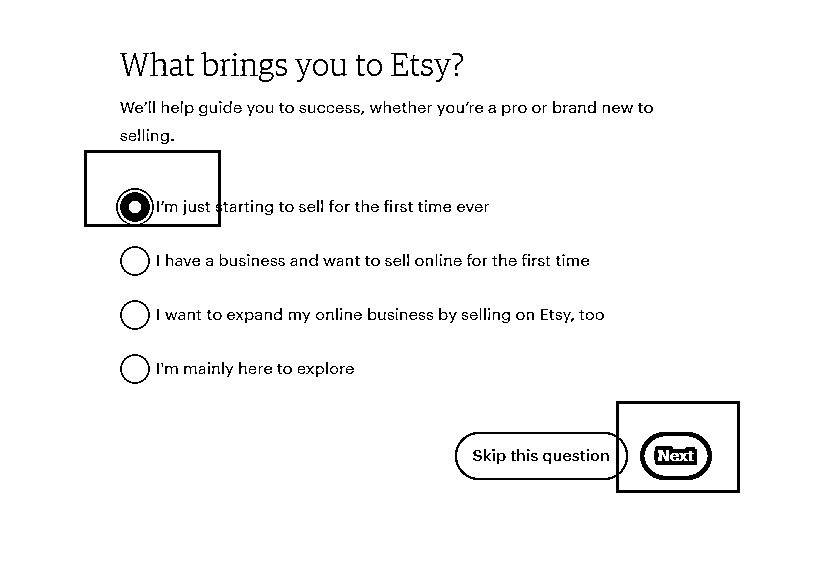 What brings you to Etsy?
We'll help guide you to success, whether you're a pro or brand new to
selling.
I'm just starting to sell for the first time ever
I have a business and want to sell online for the first time
I want to expand my online business by selling on Etsy, too
I'm mainly here to explore
Skip this question Next